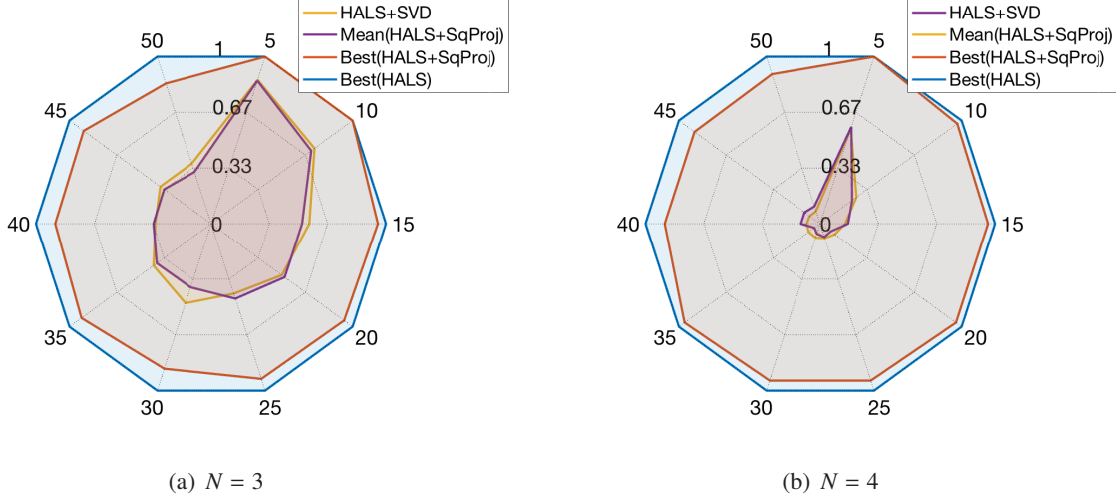 HALS+SVD
Mean(HALS+SqProj)
Best(HALS+SqProj)
Best(HALS)
50
1
5
45
0.67
10
0.33
40
0
15
35
20
30
25
(a) N = 3
HALS+SVD
Mean(HALS+SqProj)
Best(HALS+SqProj)
Best(HALS)
50
1
5
45
0.67
10
0.33
40
0
15
35
20
30
25
(b) N = 4